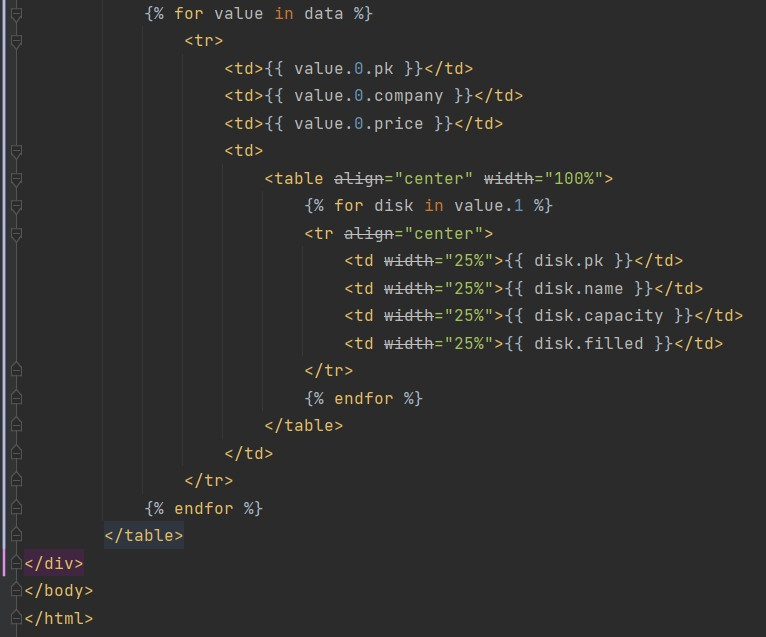 {% for value in data %}
<tr>
<td>{{ value.0.pk }}</td>
<td>{{ value.0.company }}</td>
<td>{{ value.0.price }}</td>
<td>
<table align="center" width="100%">
{% for disk in value.1 %}
<tr align="center">
<td width="25%">{{ disk.pk }}</td>
<td width="25%">{{ disk.name }}</td>
<td width="25%">{{ disk.capacity }}</td>
<td width="25%">{{ disk.filled }}</td>
</tr>
{% endfor %}
</table>
</td>
</tr>
{% endfor %}
</table>
</div>
</body>
</html>